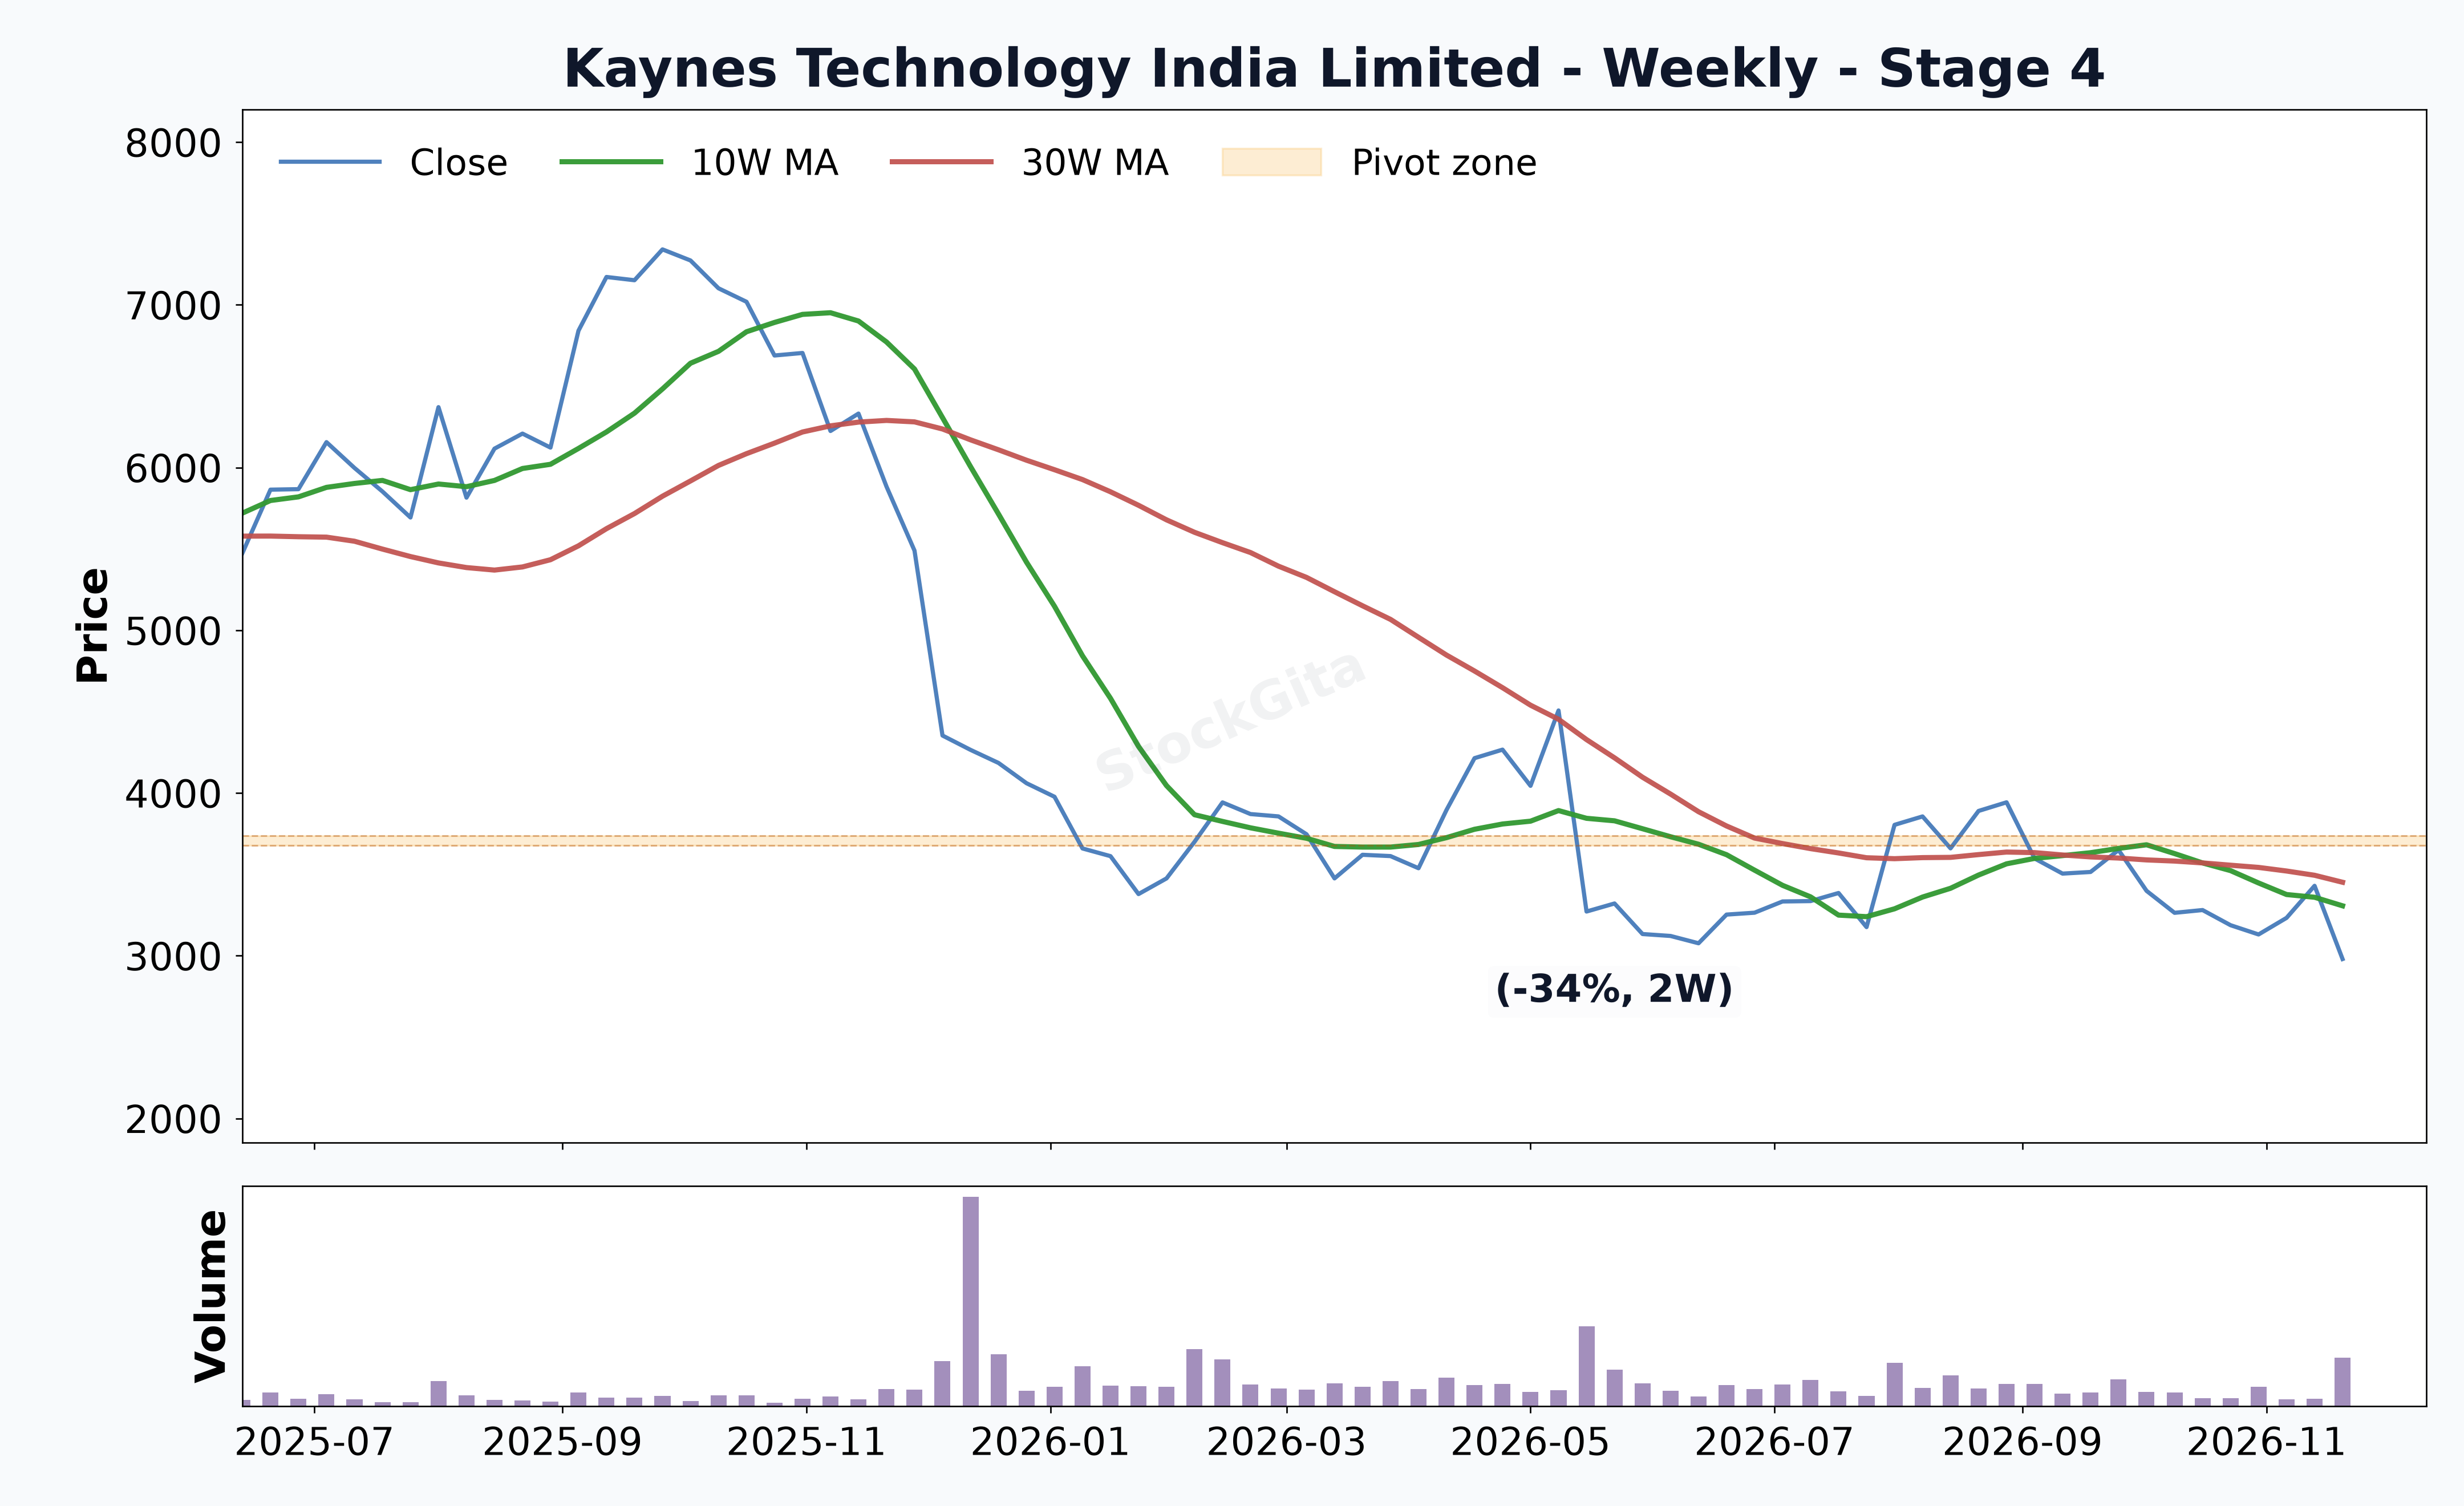 Kaynes Technology India Limited - Weekly - Stage 4
Close 10W MA 30W MA Pivot zone
8000
7000
6000
5000
4000
3000
2000
Price
StockGita
(-34%, 2W)
Volume
2025-07 2025-09 2025-11 2026-01 2026-03 2026-05 2026-07 2026-09 2026-11